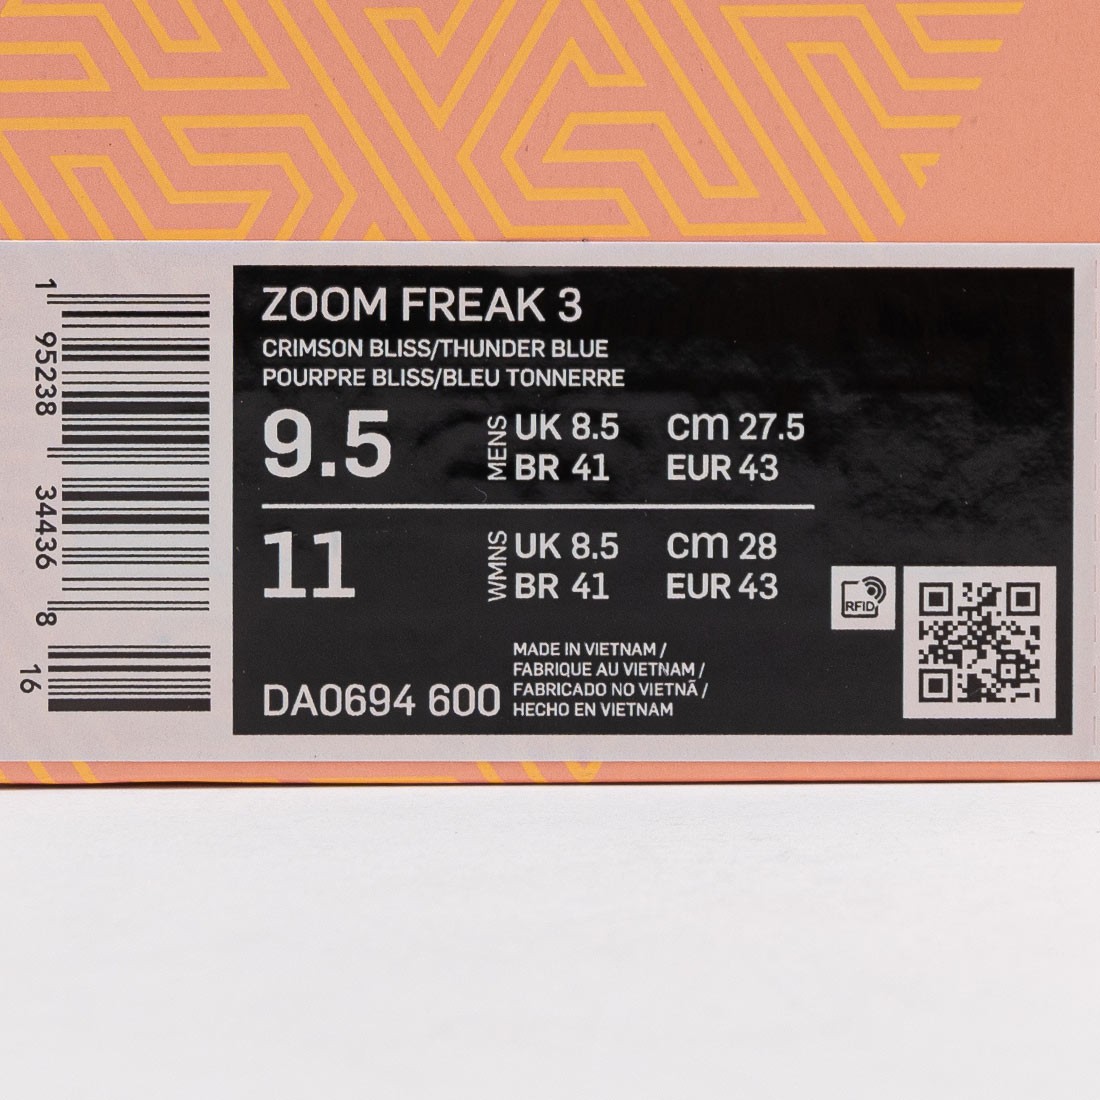 ZOOM FREAK 3
CRIMSON BLISS/THUNDER BLUE
POURPRE BLISS/BLEU TONNERRE
9.5 MENS UK 8.5 cm 27.5
BR 41 EUR 43
11 WMNS UK 8.5 cm 28
BR 41 EUR 43
RFID
DA0694 600
MADE IN VIETNAM /
FABRIQUE AU VIETNAM /
FABRICADO NO VIETNÃ /
HECHO EN VIETNAM
1 95238 34436 8 16